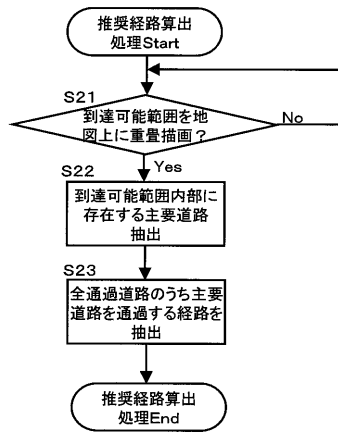 推奨経路算出
処理Start
S21
到達可能範囲を地
図上に重畳描画？
No
Yes
S22
到達可能範囲内部に
存在する主要道路
抽出
S23
全通過道路のうち主要
道路を通過する経路を
抽出
推奨経路算出
処理End